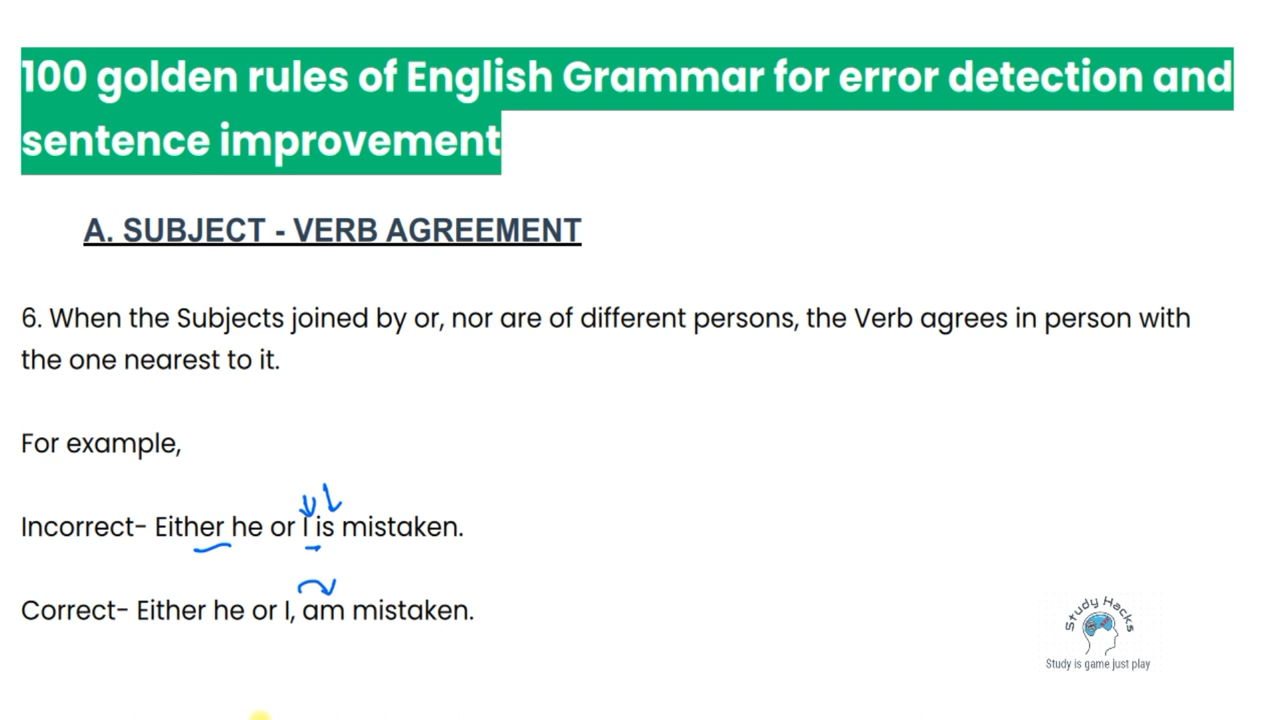 100 golden rules of English Grammar for error detection and
sentence improvement
A. SUBJECT - VERB AGREEMENT
6. When the Subjects joined by or, nor are of different persons, the Verb agrees in person with
the one nearest to it.
For example,
Incorrect- Either he or I is mistaken.
Correct- Either he or I, am mistaken.
Study Hacks
Study is game just play